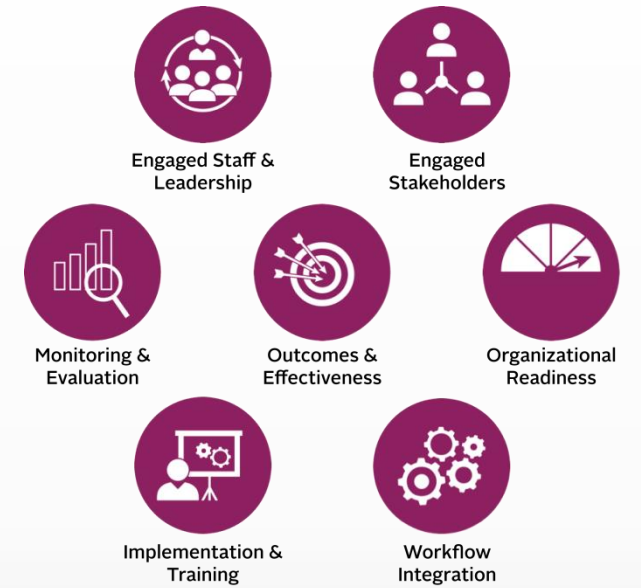 Engaged Staff &
Leadership
Engaged
Stakeholders
Monitoring &
Evaluation
Outcomes &
Effectiveness
Organizational
Readiness
Implementation &
Training
Workflow
Integration